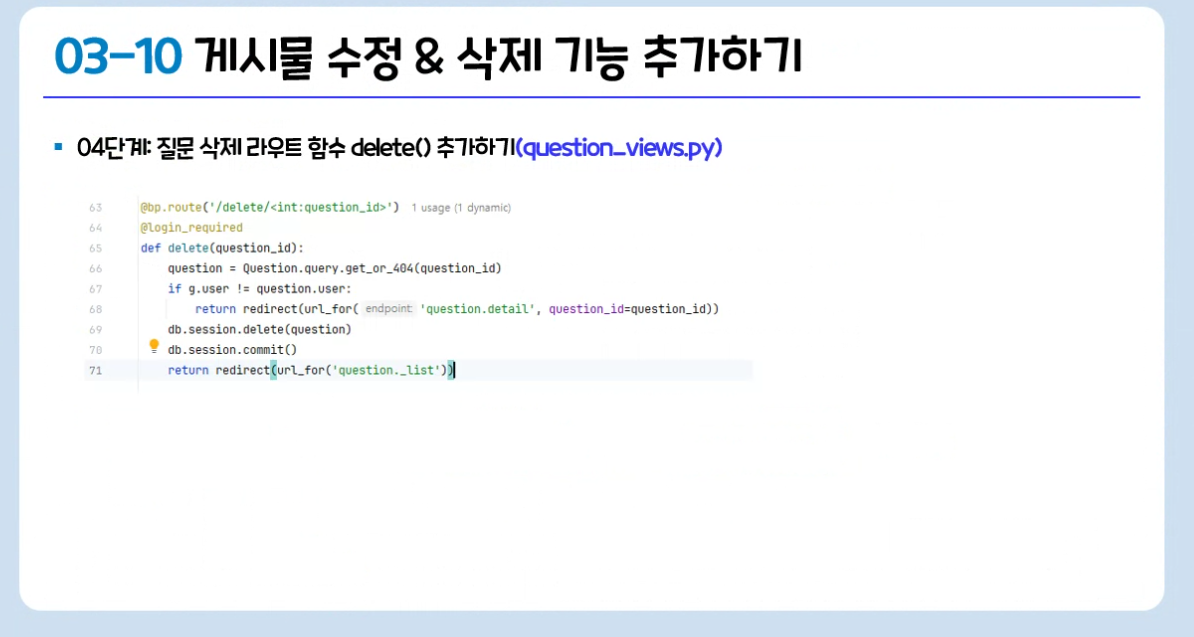 03-10 게시물 수정 & 삭제 기능 추가하기
04단계: 질문 삭제 라우트 함수 delete() 추가하기(question_views.py)
63 @bp.route('/delete/<int:question_id>') 1 usage (1 dynamic)
64 @login_required
65 def delete(question_id):
66     question = Question.query.get_or_404(question_id)
67     if g.user != question.user:
68         return redirect(url_for( endpoint: 'question.detail', question_id=question_id))
69     db.session.delete(question)
70     db.session.commit()
71     return redirect(url_for('question._list'))